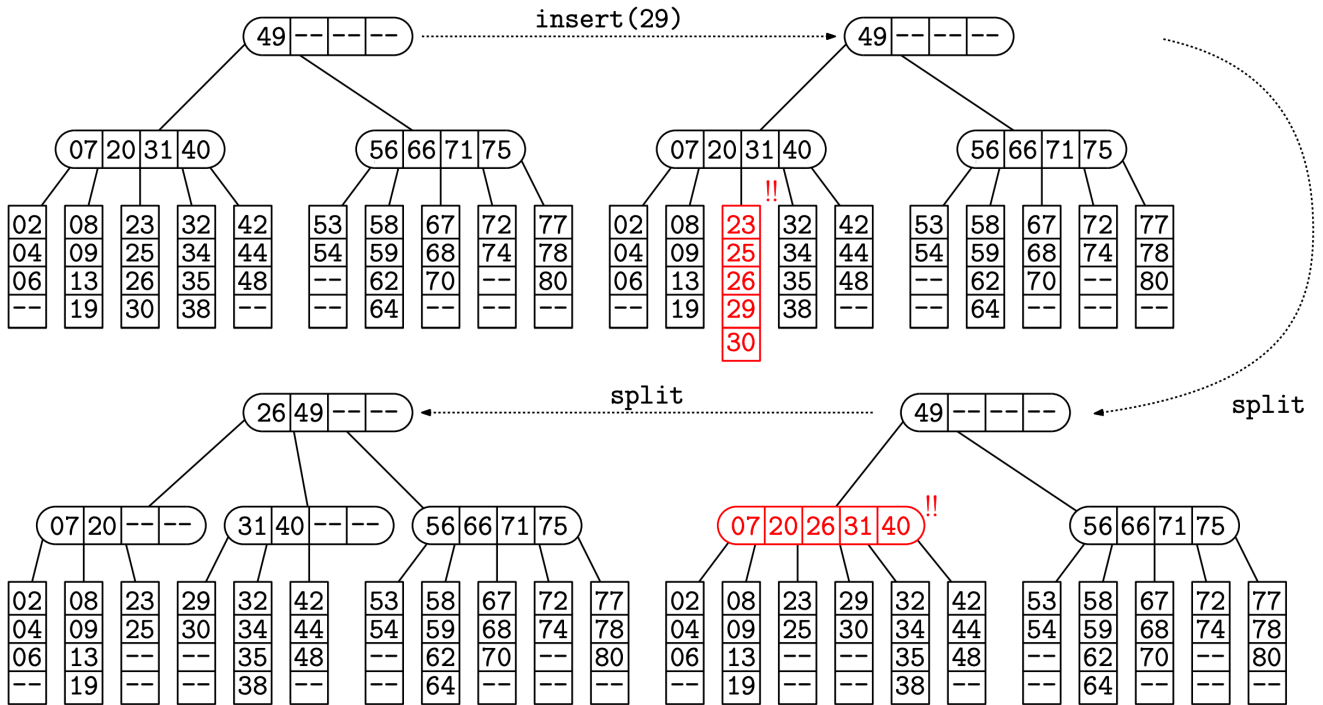 insert(29)
49 -- -- -- 49 -- -- --
07 20 31 40 56 66 71 75 07 20 31 40 56 66 71 75
!!
02 08 23 32 42 53 58 67 72 77 02 08 23 32 42 53 58 67 72 77
04 09 25 34 44 54 59 68 74 78 04 09 25 34 44 54 59 68 74 78
06 13 26 35 48 -- 62 70 -- 80 06 13 26 35 48 -- 62 70 -- 80
-- 19 30 38 -- -- 64 -- -- -- -- 19 29 38 -- -- 64 -- -- --
30
split split
26 49 -- -- 49 -- -- --
!!
07 20 -- -- 31 40 -- -- 56 66 71 75 07 20 26 31 40 56 66 71 75
02 08 23 29 32 42 53 58 67 72 77 02 08 23 29 32 42 53 58 67 72 77
04 09 25 30 34 44 54 59 68 74 78 04 09 25 30 34 44 54 59 68 74 78
06 13 -- -- 35 48 -- 62 70 -- 80 06 13 -- -- 35 48 -- 62 70 -- 80
-- 19 -- -- 38 -- -- 64 -- -- -- -- 19 -- -- 38 -- -- 64 -- -- --